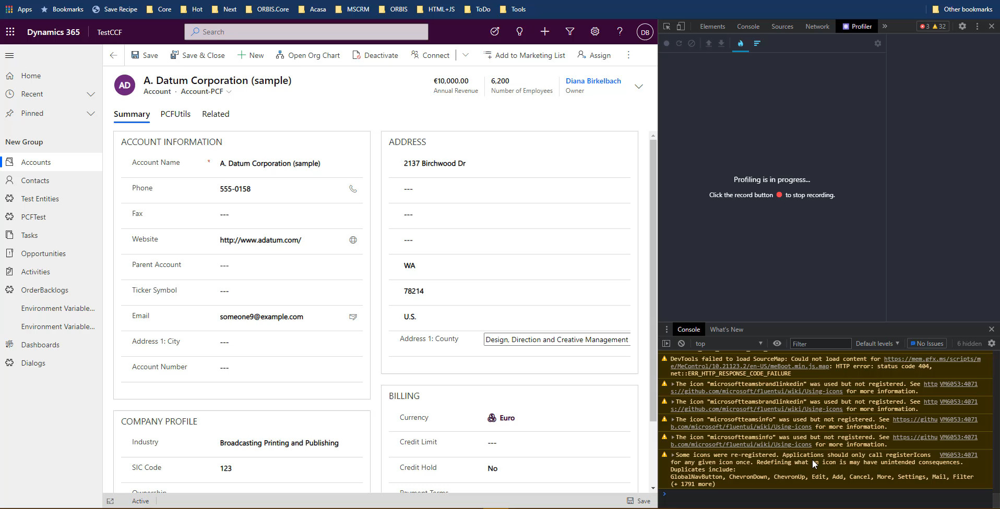 Apps Bookmarks Save Recipe Core Hot Next ORBIS.Core Acasa MSCRM ORBIS HTML+JS ToDo Tools Other bookmarks
Dynamics 365 TestCCF Search DB
Save Save & Close New Open Org Chart Deactivate Connect Add to Marketing List Assign
Home
Recent
Pinned
New Group
Accounts
Contacts
Test Entities
PCFTest
Tasks
Opportunities
Activities
OrderBacklogs
Environment Variable...
Environment Variable...
Dashboards
Dialogs
AD
A. Datum Corporation (sample)
Account · Account-PCF
€10,000.00
Annual Revenue
6,200
Number of Employees
Diana Birkelbach
Owner
Summary PCFUtils Related
ACCOUNT INFORMATION
Account Name * A. Datum Corporation (sample)
Phone 555-0158
Fax ---
Website http://www.adatum.com/
Parent Account ---
Ticker Symbol ---
Email someone9@example.com
Address 1: City ---
Account Number ---
COMPANY PROFILE
Industry Broadcasting Printing and Publishing
SIC Code 123
Ownership
ADDRESS
2137 Birchwood Dr
---
---
---
WA
78214
U.S.
Address 1: County Design, Direction and Creative Management
BILLING
Currency Euro
Credit Limit ---
Credit Hold No
Payment Terms
Active Save
Elements Console Sources Network Profiler » 3 32
Profiling is in progress...
Click the record button to stop recording.
Console What's New
top Filter Default levels No Issues 6 hidden
DevTools failed to load SourceMap: Could not load content for https://mem.gfx.ms/scripts/m
e/MeControl/10.21123.2/en-US/meBoot.min.js.map: HTTP error: status code 404,
net::ERR_HTTP_RESPONSE_CODE_FAILURE
The icon "microsoftteamsbrandlinkedin" was used but not registered. See http VM6053:4071
s://github.com/microsoft/fluentui/wiki/Using-icons for more information.
The icon "microsoftteamsbrandlinkedin" was used but not registered. See http VM6053:4071
s://github.com/microsoft/fluentui/wiki/Using-icons for more information.
The icon "microsoftteamsinfo" was used but not registered. See https://githu VM6053:4071
b.com/microsoft/fluentui/wiki/Using-icons for more information.
The icon "microsoftteamsinfo" was used but not registered. See https://githu VM6053:4071
b.com/microsoft/fluentui/wiki/Using-icons for more information.
Some icons were re-registered. Applications should only call registerIcons VM6053:4071
for any given icon once. Redefining what an icon is may have unintended consequences.
Duplicates include:
GlobalNavButton, ChevronDown, ChevronUp, Edit, Add, Cancel, More, Settings, Mail, Filter
(+ 1791 more)